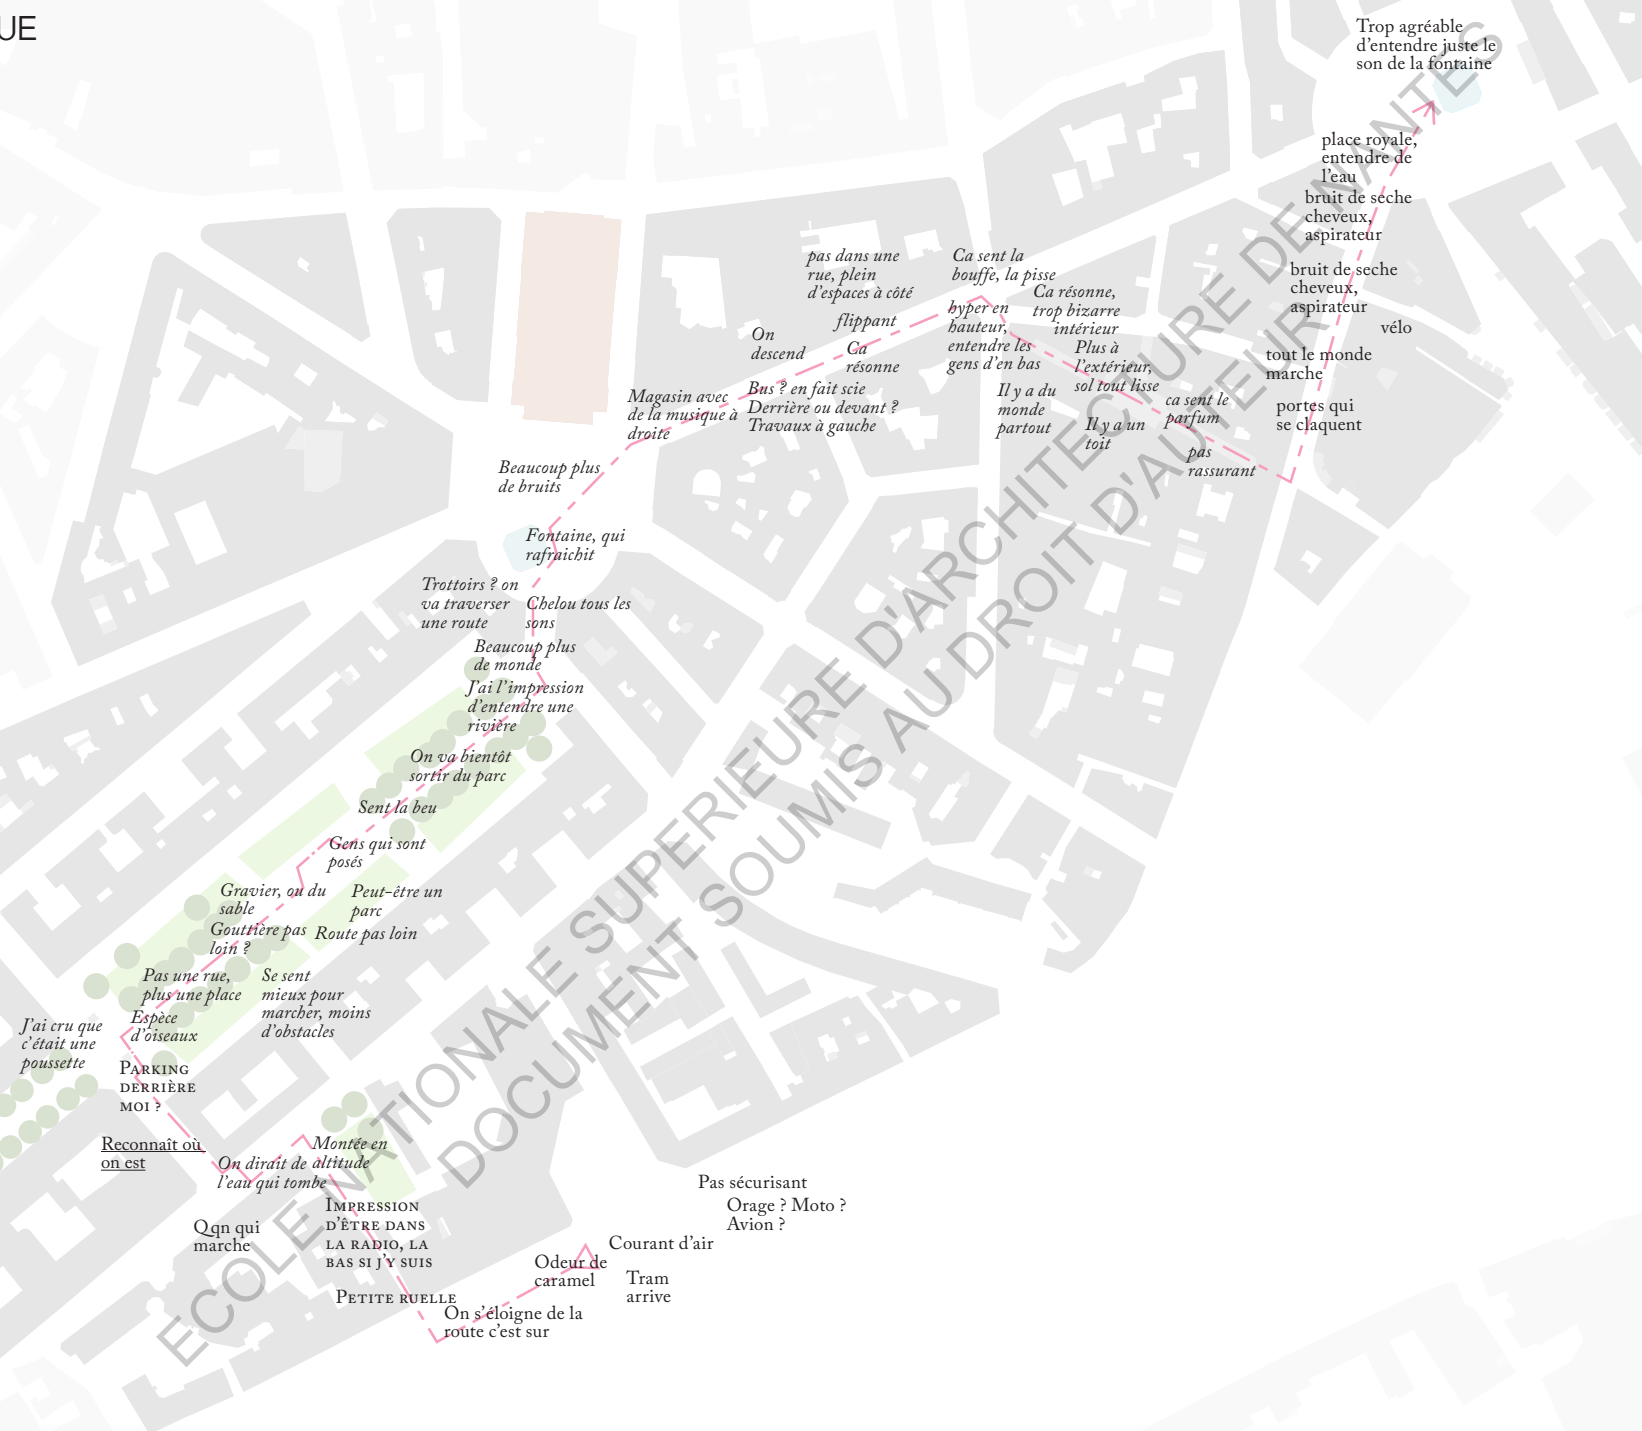 UE
Trop agréable
d’entendre juste le
son de la fontaine
place royale,
entendre de
l’eau
bruit de seche
cheveux,
aspirateur
bruit de seche
cheveux,
aspirateur
vélo
tout le monde
marche
portes qui
se claquent
pas dans une
rue, plein
d’espaces à côté
Ca sent la
bouffe, la pisse
flippant
hyper en
hauteur,
entendre les
gens d’en bas
Ca résonne,
trop bizarre
intérieur
Plus à
l’extérieur,
sol tout lisse
On
descend
Ca
résonne
Il y a du
monde
partout
Il y a un
toit
ca sent le
parfum
pas
rassurant
Magasin avec
de la musique à
droite
Bus ? en fait scie
Derrière ou devant ?
Travaux à gauche
Beaucoup plus
de bruits
Fontaine, qui
rafraichit
Trottoirs ? on
va traverser
une route
Chelou tous les
sons
Beaucoup plus
de monde
J’ai l’impression
d’entendre une
rivière
On va bientôt
sortir du parc
Sent la beu
Gens qui sont
posés
Gravier, ou du
sable
Peut-être un
parc
Gouttière pas
loin ?
Route pas loin
Pas une rue,
plus une place
Se sent
mieux pour
marcher, moins
d’obstacles
Espèce
d’oiseaux
J’ai cru que
c’était une
poussette
PARKING
DERRIÈRE
MOI ?
Reconnaît où
on est
On dirait de
l’eau qui tombe
Montée en
altitude
Qqn qui
marche
IMPRESSION
D’ÊTRE DANS
LA RADIO, LA
BAS SI J’Y SUIS
PETITE RUELLE
On s’éloigne de la
route c’est sur
Odeur de
caramel
Courant d’air
Tram
arrive
Pas sécurisant
Orage ? Moto ?
Avion ?
ECOLE NATIONALE SUPERIEURE D'ARCHITECTURE DE NANTES
DOCUMENT SOUMIS AU DROIT D'AUTEUR